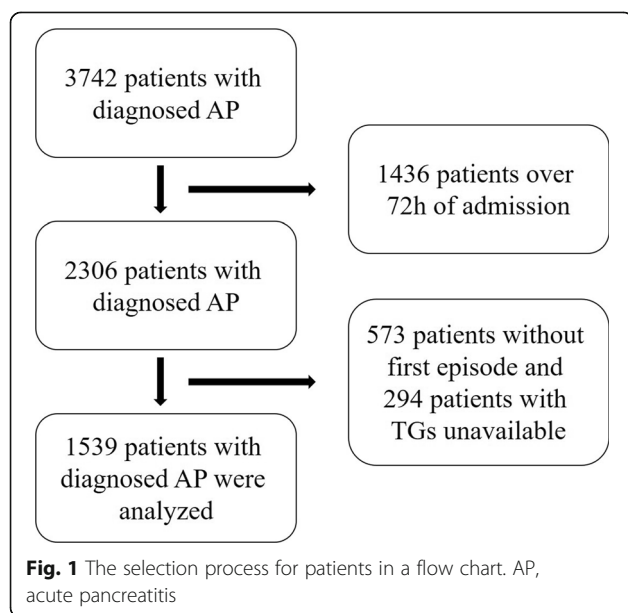 3742 patients with
diagnosed AP
1436 patients over
72h of admission
2306 patients with
diagnosed AP
573 patients without
first episode and
294 patients with
TGs unavailable
1539 patients with
diagnosed AP were
analyzed
Fig. 1 The selection process for patients in a flow chart. AP,
acute pancreatitis